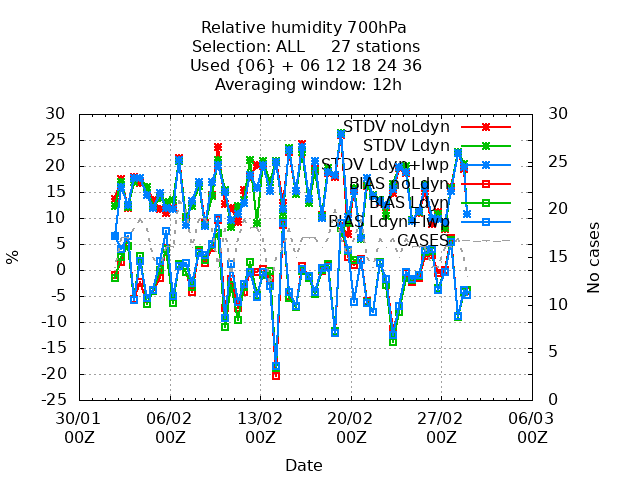 Relative humidity 700hPa
Selection: ALL 27 stations
Used {06} + 06 12 18 24 36
Averaging window: 12h
STDV noLdyn
STDV Ldyn
STDV Ldyn+Iwp
BIAS noLdyn
BIAS Ldyn
BIAS Ldyn+Iwp
CASES
30
25
20
15
10
5
0
-5
-10
-15
-20
-25
%
30
25
20
15
10
5
0
No cases
30/01 06/02 13/02 20/02 27/02 06/03
00Z 00Z 00Z 00Z 00Z 00Z
Date